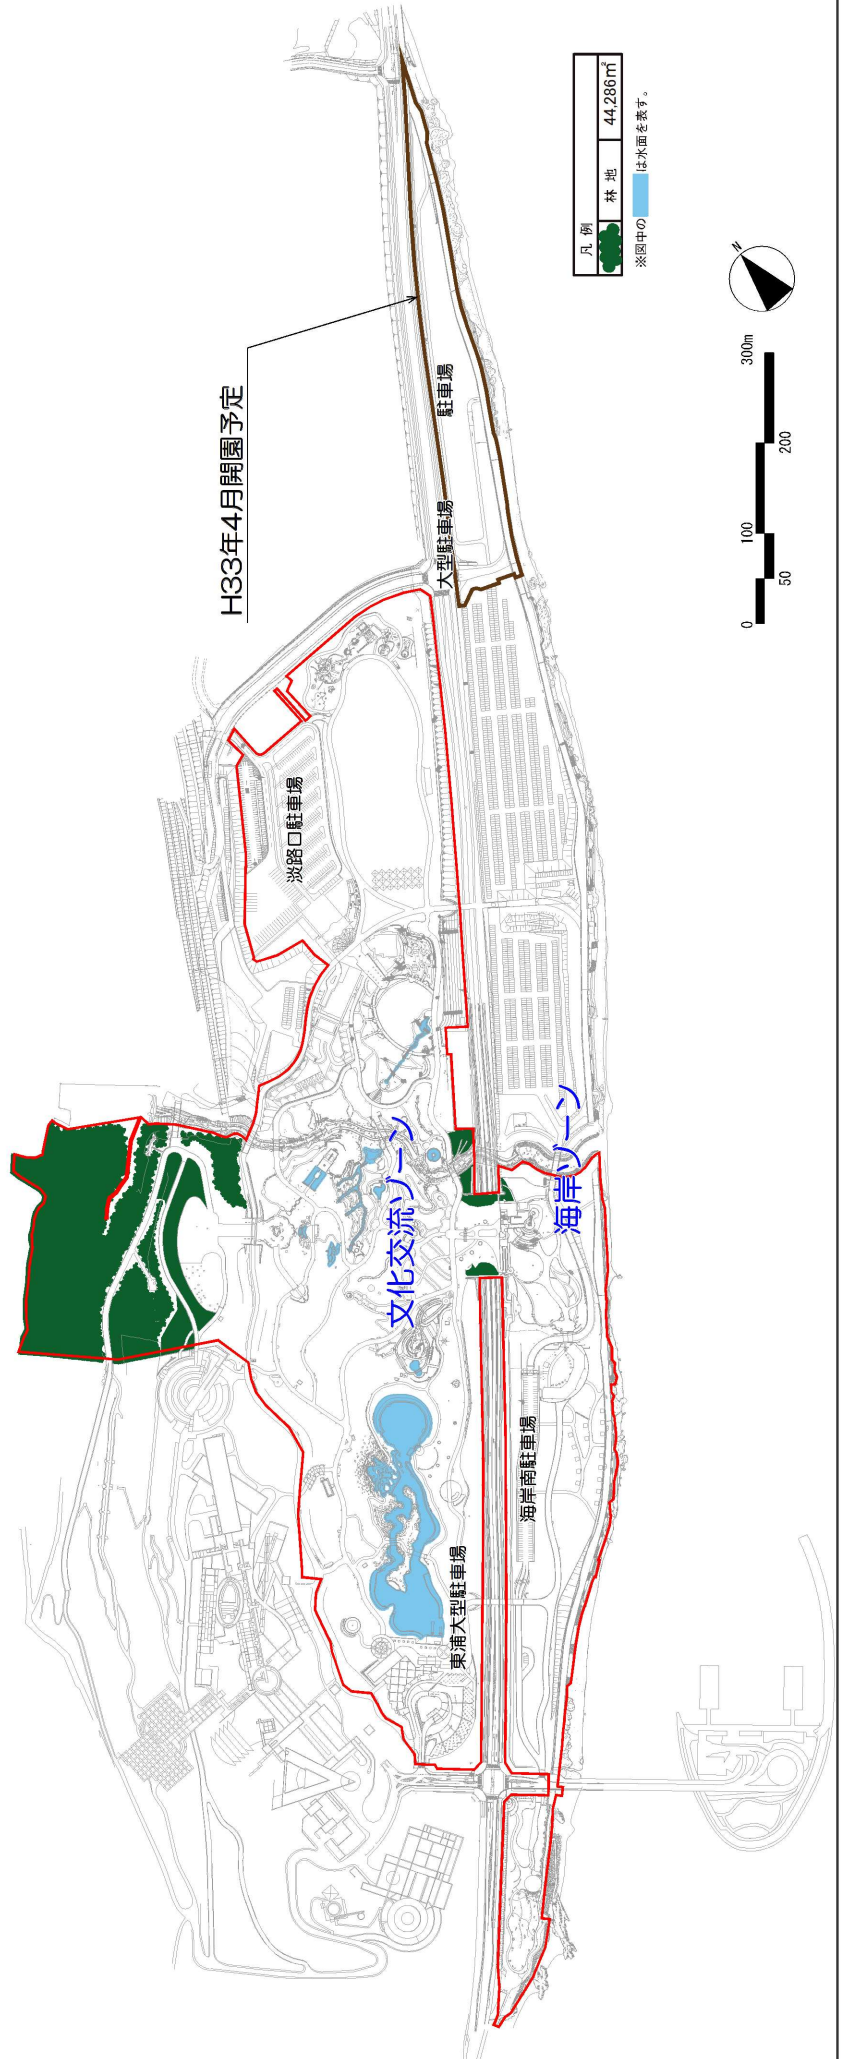 凡 例
林 地 44,286㎡
※図中の は水面を表す。
N
H33年4月開園予定
駐車場
大型駐車場
淡路口駐車場
文化交流ゾーン
海岸ゾーン
海岸南駐車場
東浦大型駐車場
0 50 100 200 300m